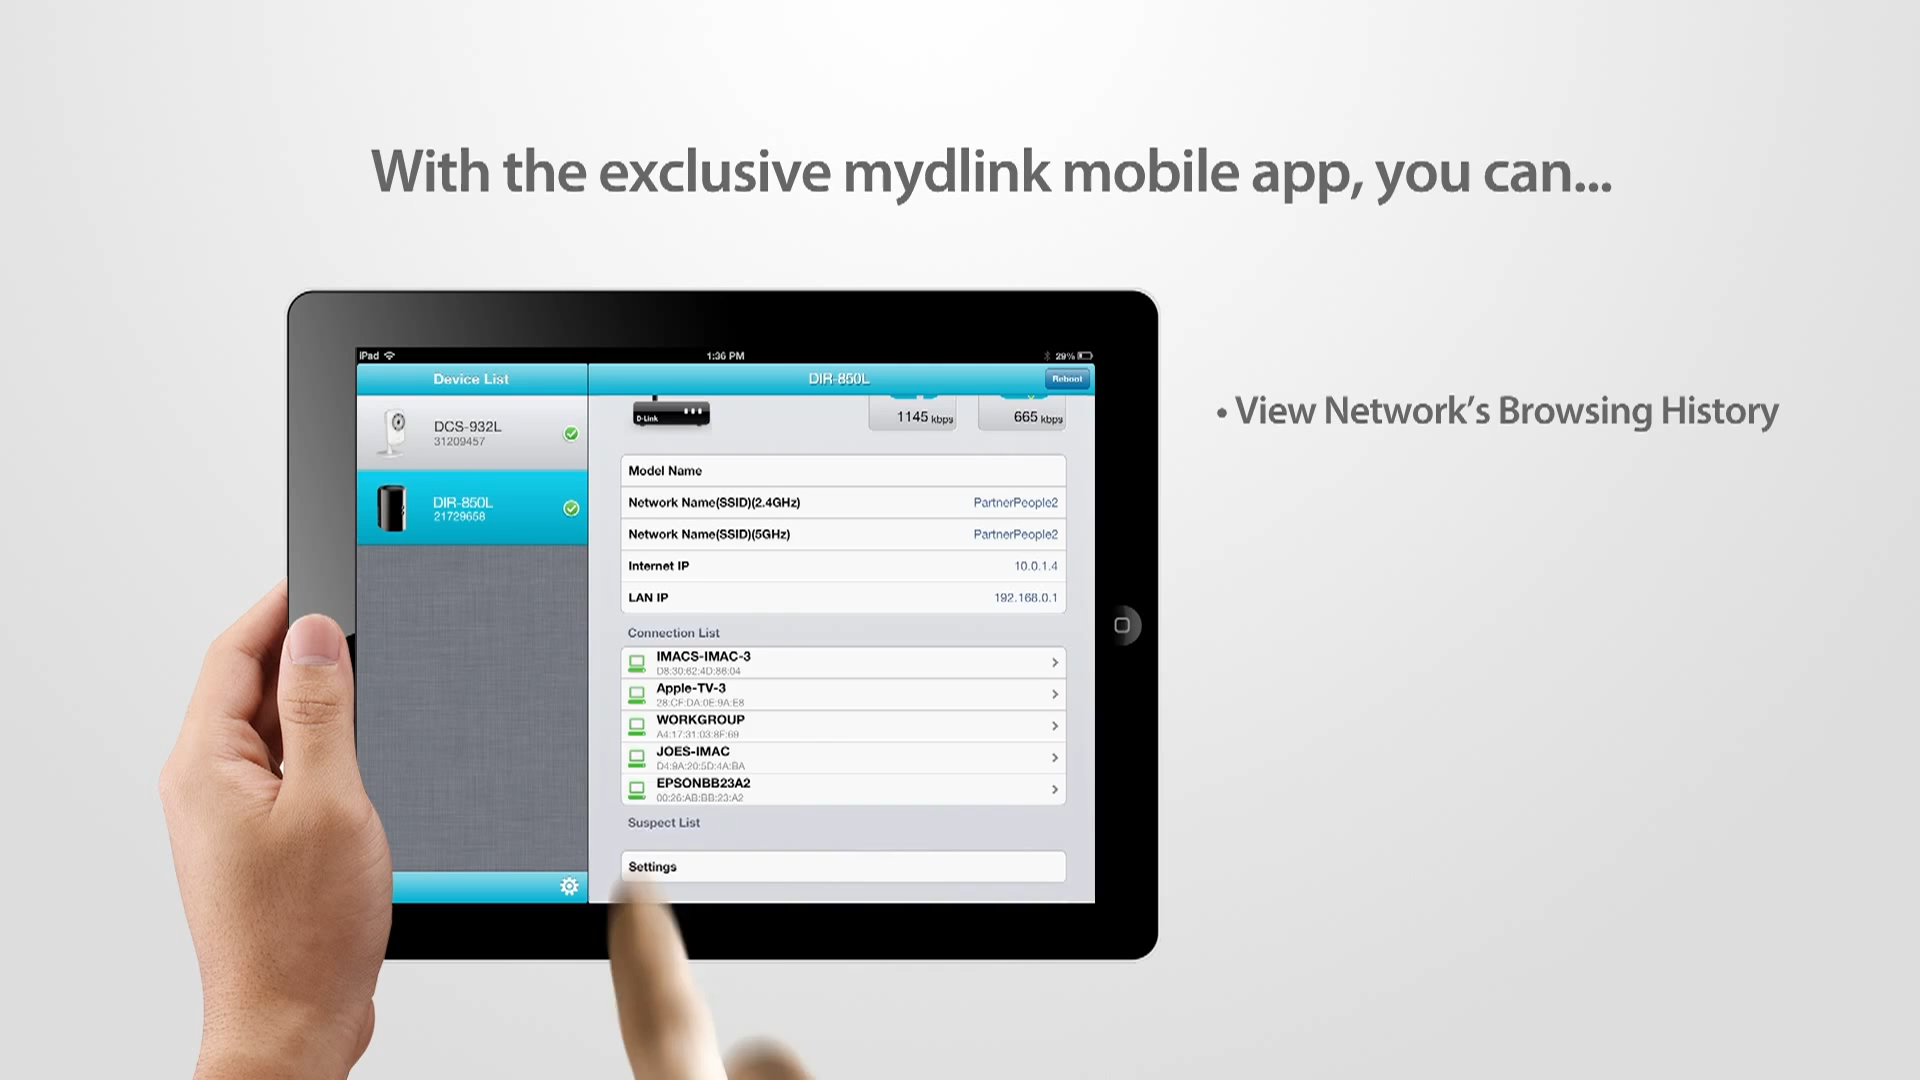 With the exclusive mydlink mobile app, you can...
iPad
1:36 PM
29%
Device List
DIR-850L
Reboot
DCS-932L
31209457
DIR-850L
21729658
D-Link
1145 kbps
665 kbps
Model Name
Network Name(SSID)(2.4GHz) PartnerPeople2
Network Name(SSID)(5GHz) PartnerPeople2
Internet IP 10.0.1.4
LAN IP 192.168.0.1
Connection List
IMACS-IMAC-3
D8:30:62:4D:86:04
Apple-TV-3
28:CF:DA:0E:9A:E8
WORKGROUP
A4:17:31:03:8F:69
JOES-IMAC
D4:9A:20:5D:4A:BA
EPSONBB23A2
00:26:AB:BB:23:A2
Suspect List
Settings
• View Network's Browsing History